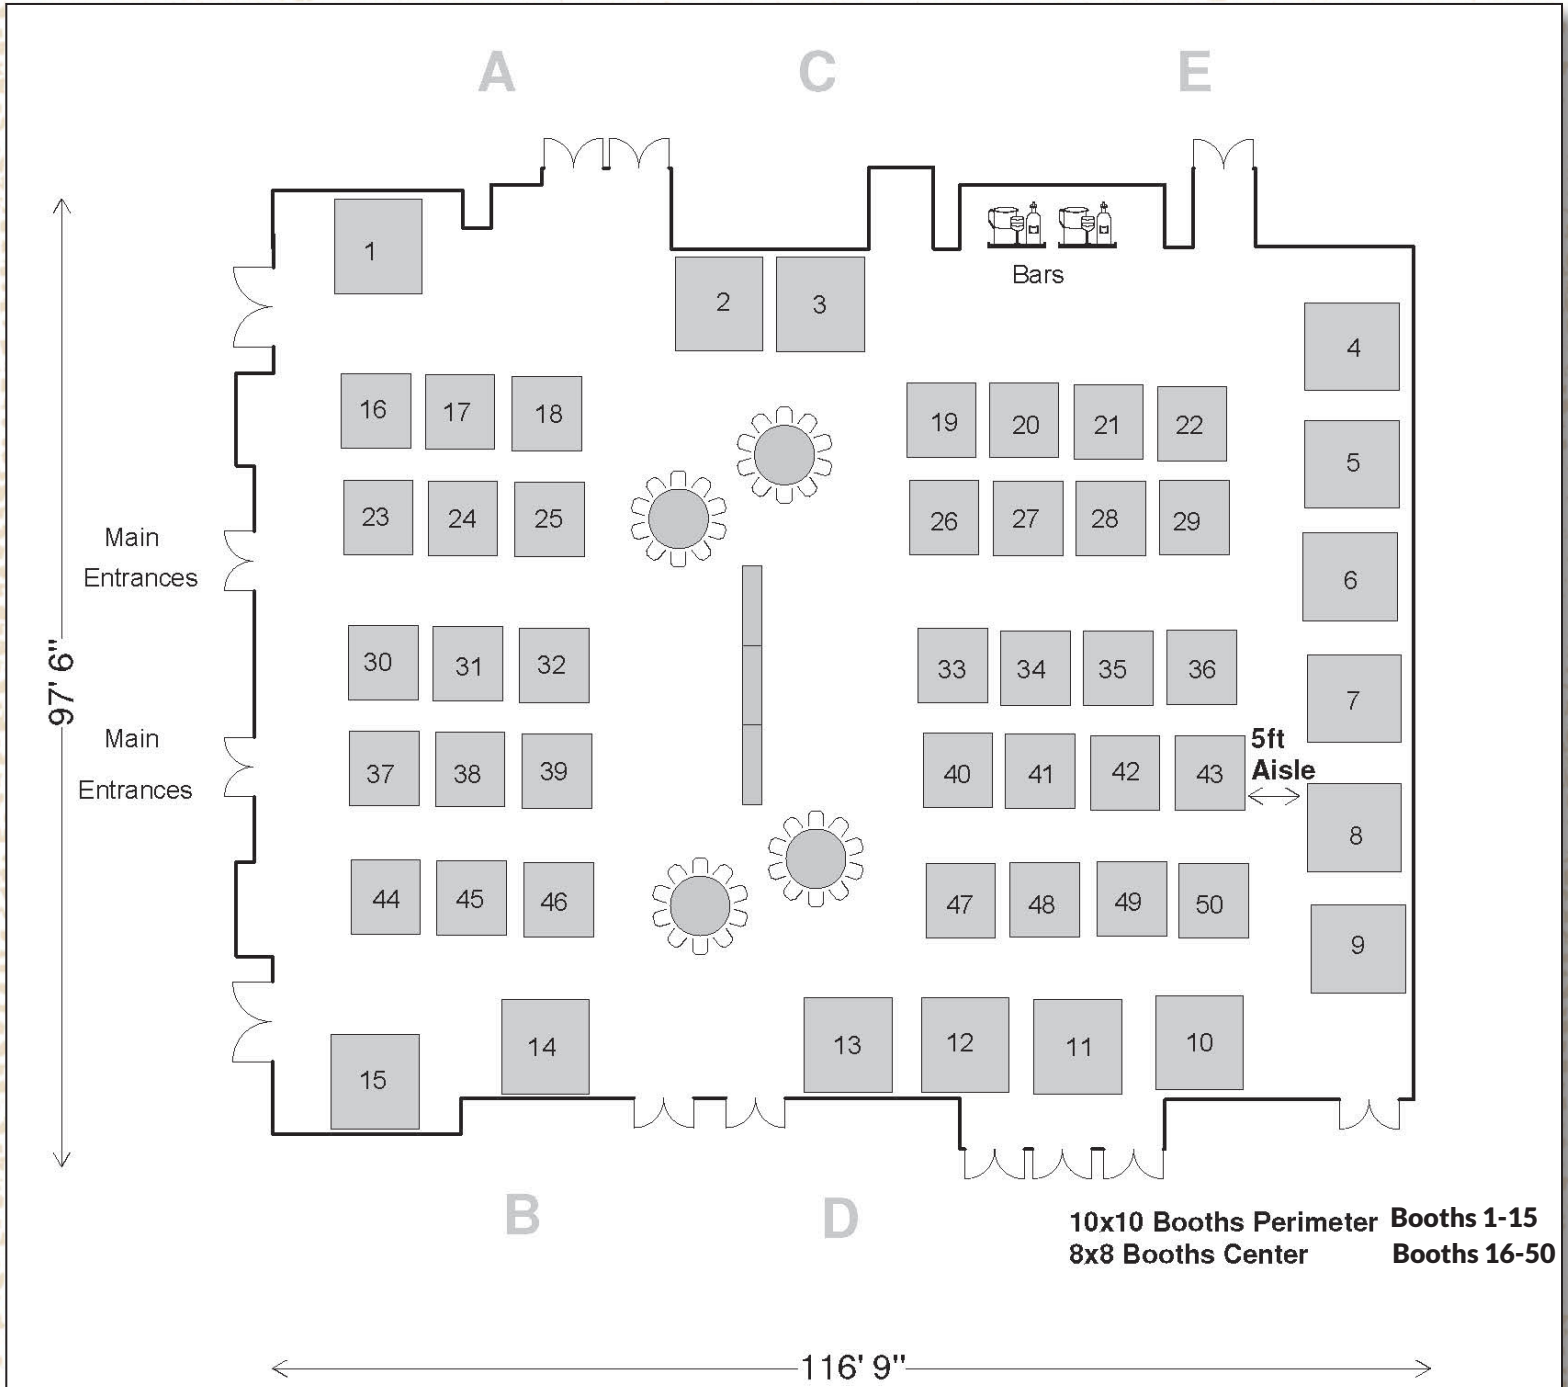 A C E
Bars
1
2 3
4
16 17 18 19 20 21 22
5
23 24 25 26 27 28 29
Main
Entrances
6
97' 6"
30 31 32 33 34 35 36
7
Main
Entrances
5ft
Aisle
37 38 39 40 41 42 43
8
44 45 46 47 48 49 50
9
14 13 12 11 10
15
B D
10x10 Booths Perimeter Booths 1-15
8x8 Booths Center Booths 16-50
116' 9"